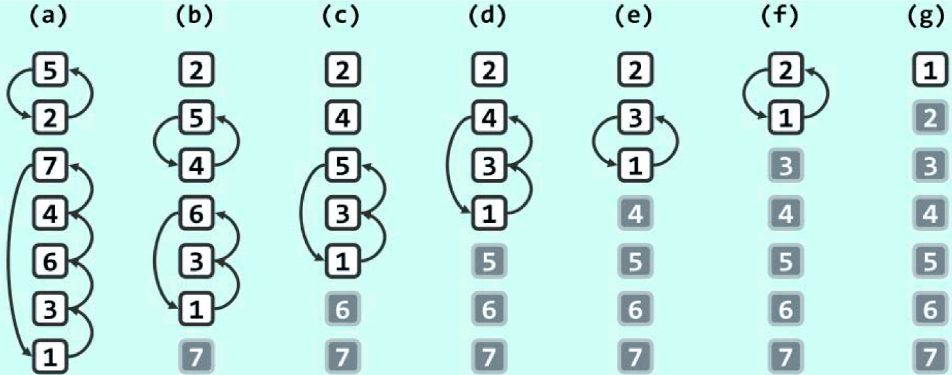 (a) (b) (c) (d) (e) (f) (g)
5 2 2 2 2 2 1
2 5 4 4 3 1 2
7 4 5 3 1 3 3
4 6 3 1 4 4 4
6 3 1 5 5 5 5
3 1 6 6 6 6 6
1 7 7 7 7 7 7